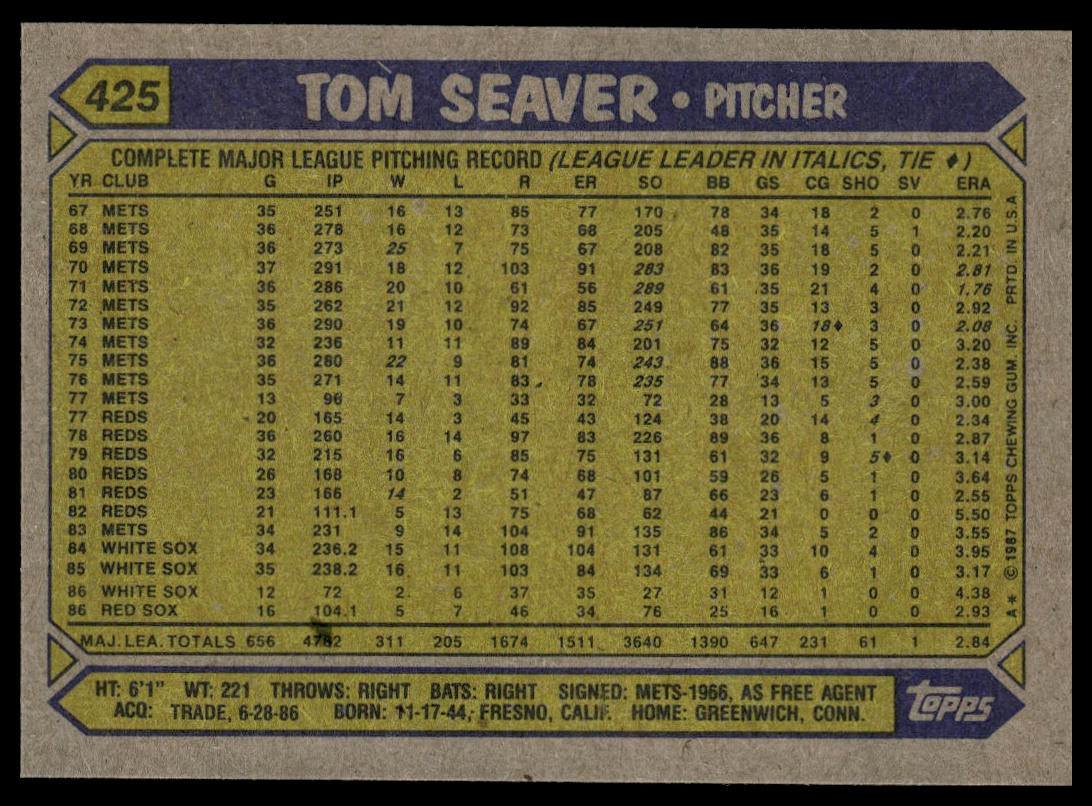 425 TOM SEAVER • PITCHER
COMPLETE MAJOR LEAGUE PITCHING RECORD (LEAGUE LEADER IN ITALICS, TIE ♦)
YR CLUB G IP W L R ER SO BB GS CG SHO SV ERA
67 METS 35 251 16 13 85 77 170 78 34 18 2 0 2.76
68 METS 36 278 16 12 73 68 205 48 35 14 5 1 2.20
69 METS 36 273 25 7 75 67 208 82 35 18 5 0 2.21
70 METS 37 291 18 12 103 91 283 83 36 19 2 0 2.81
71 METS 36 286 20 10 61 56 289 61 35 21 4 0 1.76
72 METS 35 262 21 12 92 85 249 77 35 13 3 0 2.92
73 METS 36 290 19 10 74 67 251 64 36 18♦ 3 0 2.08
74 METS 32 236 11 11 89 84 201 75 32 12 5 0 3.20
75 METS 36 280 22 9 81 74 243 88 36 15 5 0 2.38
76 METS 35 271 14 11 83 78 235 77 34 13 5 0 2.59
77 METS 13 96 7 3 33 32 72 28 13 5 3 0 3.00
77 REDS 20 165 14 3 45 43 124 38 20 14 4 0 2.34
78 REDS 36 260 16 14 97 83 226 89 36 8 1 0 2.87
79 REDS 32 215 16 6 85 75 131 61 32 9 5♦ 0 3.14
80 REDS 26 168 10 8 74 68 101 59 26 5 1 0 3.64
81 REDS 23 166 14 2 51 47 87 66 23 6 1 0 2.55
82 REDS 21 111.1 5 13 75 68 62 44 21 0 0 0 5.50
83 METS 34 231 9 14 104 91 135 86 34 5 2 0 3.55
84 WHITE SOX 34 236.2 15 11 108 104 131 61 33 10 4 0 3.95
85 WHITE SOX 35 238.2 16 11 103 84 134 69 33 6 1 0 3.17
86 WHITE SOX 12 72 2 6 37 35 27 31 12 1 0 0 4.38
86 RED SOX 16 104.1 5 7 46 34 76 25 16 1 0 0 2.93
MAJ. LEA. TOTALS 656 4782 311 205 1674 1511 3640 1390 647 231 61 1 2.84
A* © 1987 TOPPS CHEWING GUM, INC. PRTD. IN U.S.A.
HT: 6'1" WT: 221 THROWS: RIGHT BATS: RIGHT SIGNED: METS-1966, AS FREE AGENT
ACQ: TRADE, 6-28-86 BORN: 11-17-44, FRESNO, CALIF. HOME: GREENWICH, CONN.
TOPPS